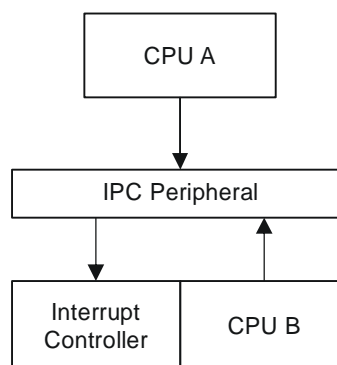 CPU A
IPC Peripheral
Interrupt
Controller
CPU B